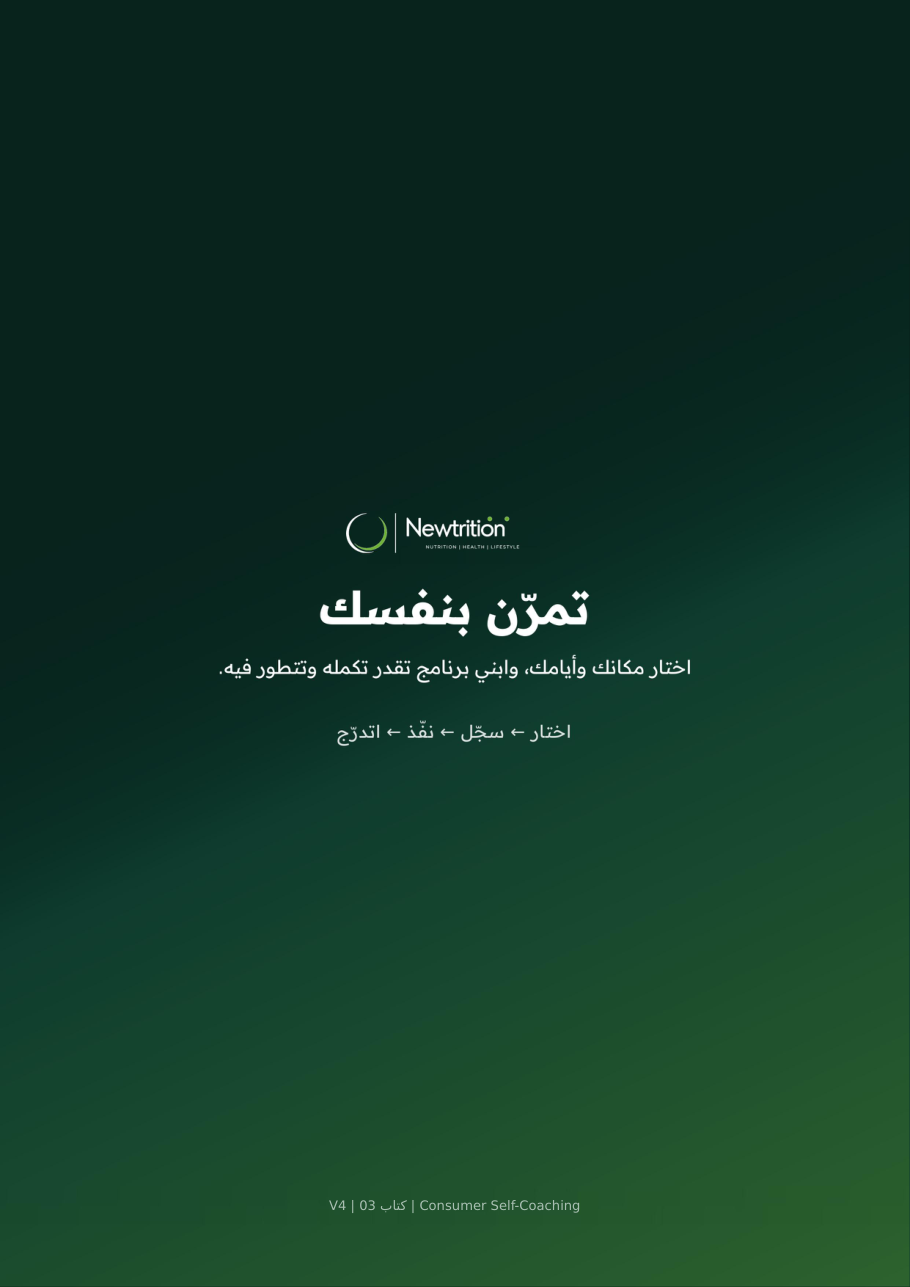 Newtrition
NUTRITION | HEALTH | LIFESTYLE
تمرّن بنفسك
اختار مكانك وأيامك، وابني برنامج تقدر تكمله وتتطور فيه.
اختار ← سجّل ← نفّذ ← اتدرّج
V4 | 03 كتاب | Consumer Self-Coaching